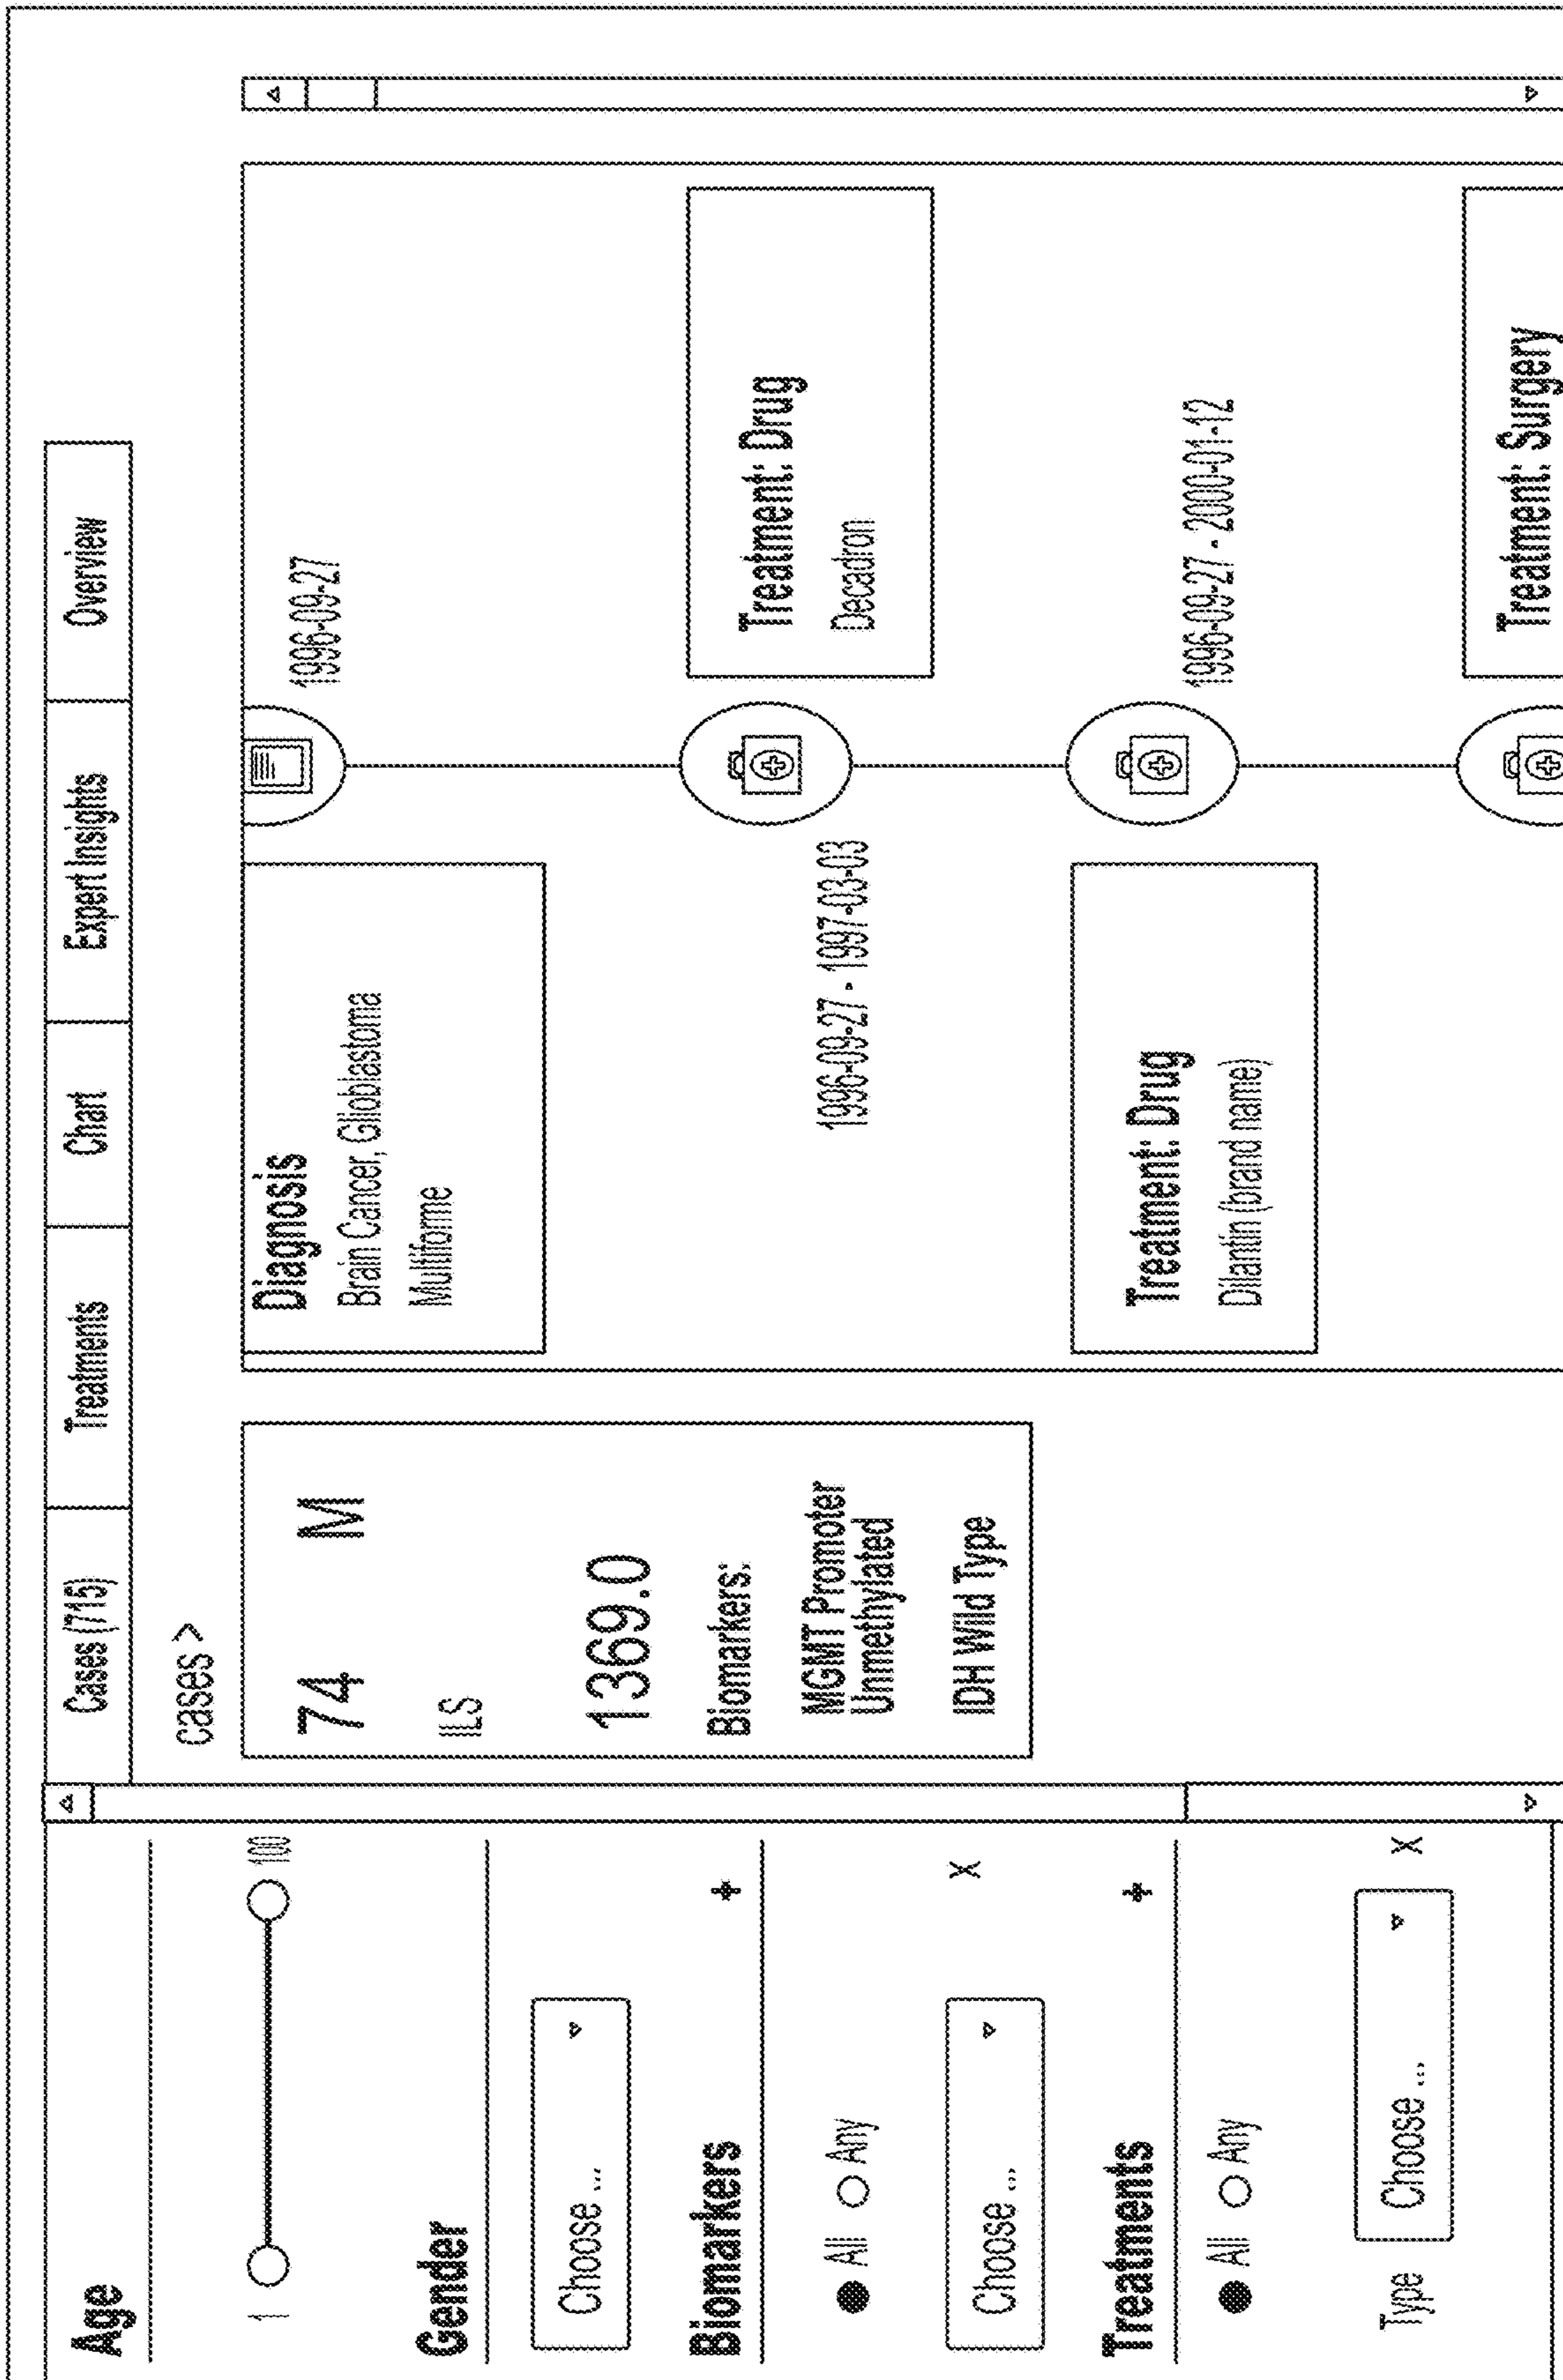 Age
1 100
Gender
Choose ...
Biomarkers +
All Any
Choose ... X
Treatments +
All Any
Type Choose ... X
Cases (715) Treatments Chart Expert Insights Overview
cases >
74 M
ILS
1369.0
Biomarkers:
MGMT Promoter
Unmethylated
IDH Wild Type
Diagnosis
Brain Cancer, Glioblastoma
Multiforme
1996-09-27
Treatment: Drug
Decadron
1996-09-27 - 1997-03-03
Treatment: Drug
Dilantin (brand name)
1996-09-27 - 2000-01-12
Treatment: Surgery